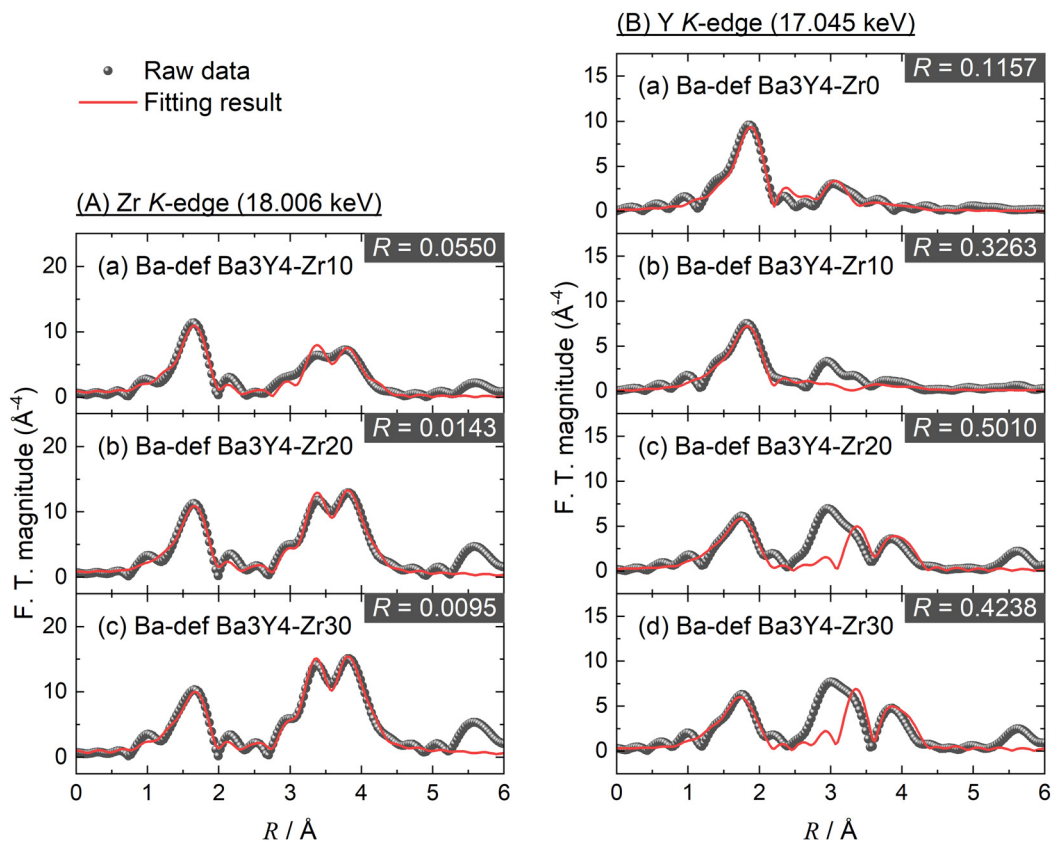 Raw data
Fitting result
(A) Zr K-edge (18.006 keV)
R = 0.0550
(a) Ba-def Ba3Y4-Zr10
20
10
0
R = 0.0143
(b) Ba-def Ba3Y4-Zr20
20
10
0
R = 0.0095
(c) Ba-def Ba3Y4-Zr30
20
10
0
0 1 2 3 4 5 6
F. T. magnitude (Å-4)
R / Å
(B) Y K-edge (17.045 keV)
R = 0.1157
(a) Ba-def Ba3Y4-Zr0
15
10
5
0
R = 0.3263
(b) Ba-def Ba3Y4-Zr10
15
10
5
0
R = 0.5010
(c) Ba-def Ba3Y4-Zr20
15
10
5
0
R = 0.4238
(d) Ba-def Ba3Y4-Zr30
15
10
5
0
0 1 2 3 4 5 6
F. T. magnitude (Å-4)
R / Å